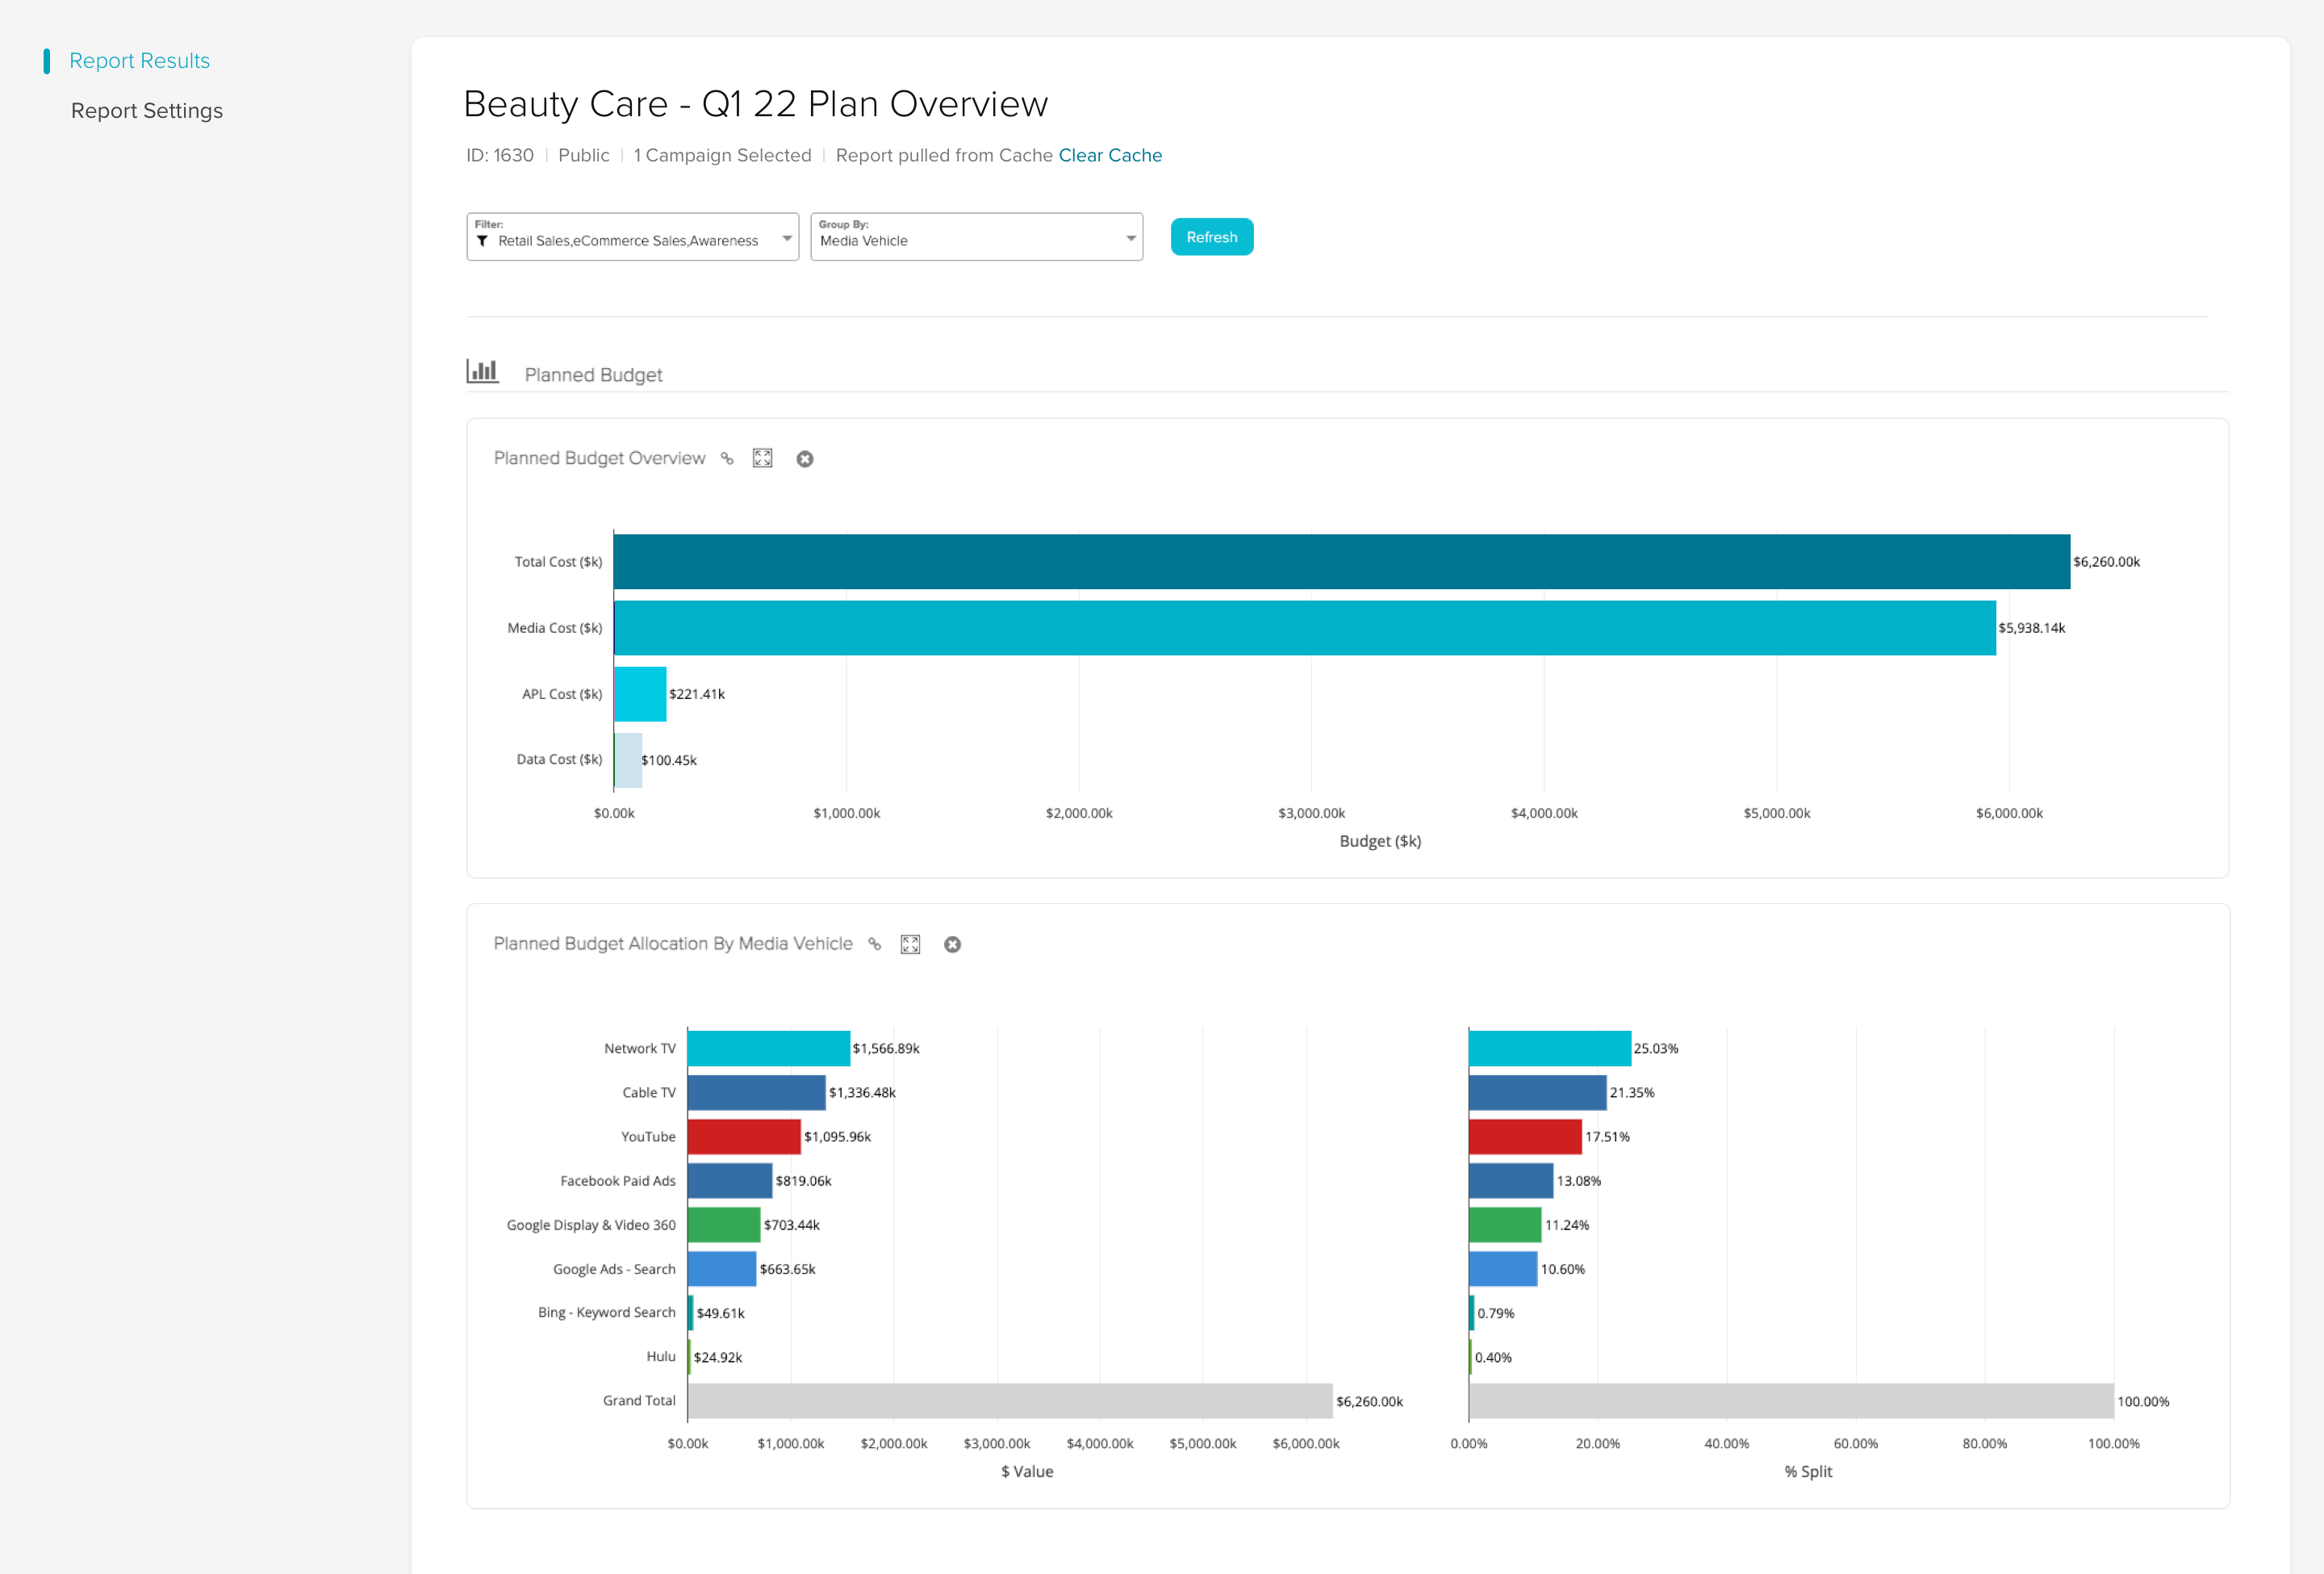 Report Results
Report Settings
Beauty Care - Q1 22 Plan Overview
ID: 1630 | Public | 1 Campaign Selected | Report pulled from Cache Clear Cache
Filter:
Retail Sales,eCommerce Sales,Awareness
Group By:
Media Vehicle
Refresh
Planned Budget
Planned Budget Overview
Total Cost ($k) $6,260.00k
Media Cost ($k) $5,938.14k
APL Cost ($k) $221.41k
Data Cost ($k) $100.45k
$0.00k $1,000.00k $2,000.00k $3,000.00k $4,000.00k $5,000.00k $6,000.00k
Budget ($k)
Planned Budget Allocation By Media Vehicle
Network TV $1,566.89k 25.03%
Cable TV $1,336.48k 21.35%
YouTube $1,095.96k 17.51%
Facebook Paid Ads $819.06k 13.08%
Google Display & Video 360 $703.44k 11.24%
Google Ads - Search $663.65k 10.60%
Bing - Keyword Search $49.61k 0.79%
Hulu $24.92k 0.40%
Grand Total $6,260.00k 100.00%
$0.00k $1,000.00k $2,000.00k $3,000.00k $4,000.00k $5,000.00k $6,000.00k 0.00% 20.00% 40.00% 60.00% 80.00% 100.00%
$ Value % Split